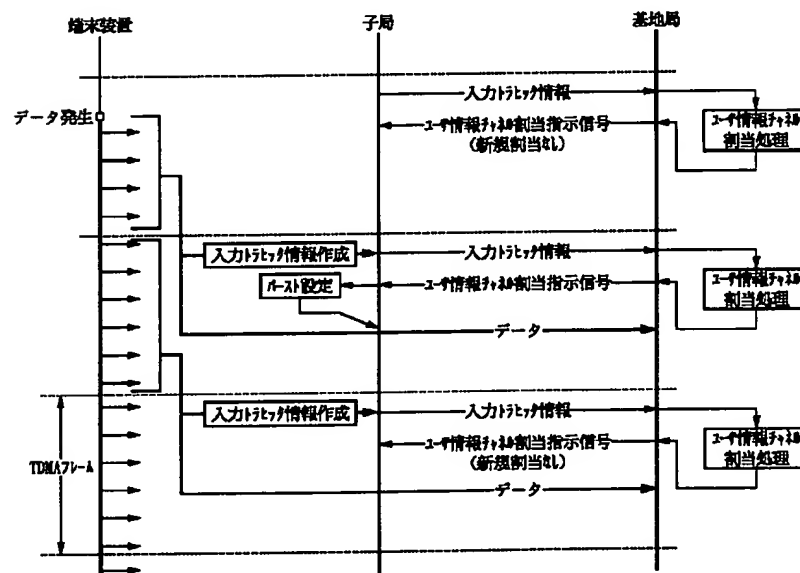 端末装置
子局
基地局
データ発生
入力トラヒック情報
ユーザ情報チャネル割当指示信号
(新規割当なし)
ユーザ情報チャネル
割当処理
入力トラヒック情報作成
入力トラヒック情報
バースト設定
ユーザ情報チャネル割当指示信号
ユーザ情報チャネル
割当処理
データ
入力トラヒック情報作成
入力トラヒック情報
ユーザ情報チャネル割当指示信号
(新規割当なし)
ユーザ情報チャネル
割当処理
TDMAフレーム
データ